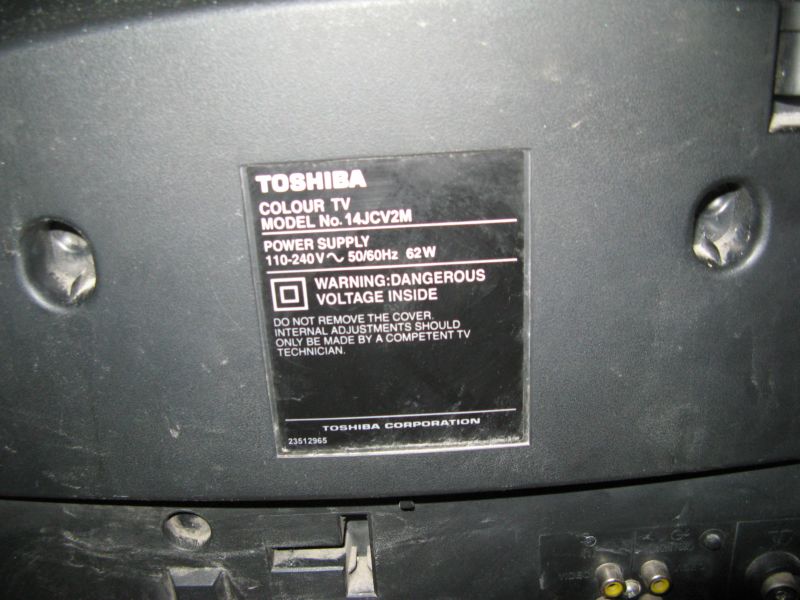 TOSHIBA
COLOUR TV
MODEL No. 14JCV2M
POWER SUPPLY
110-240V~ 50/60Hz 62W
WARNING:DANGEROUS
VOLTAGE INSIDE
DO NOT REMOVE THE COVER.
INTERNAL ADJUSTMENTS SHOULD
ONLY BE MADE BY A COMPETENT TV
TECHNICIAN.
TOSHIBA CORPORATION
23512965
VIDEO